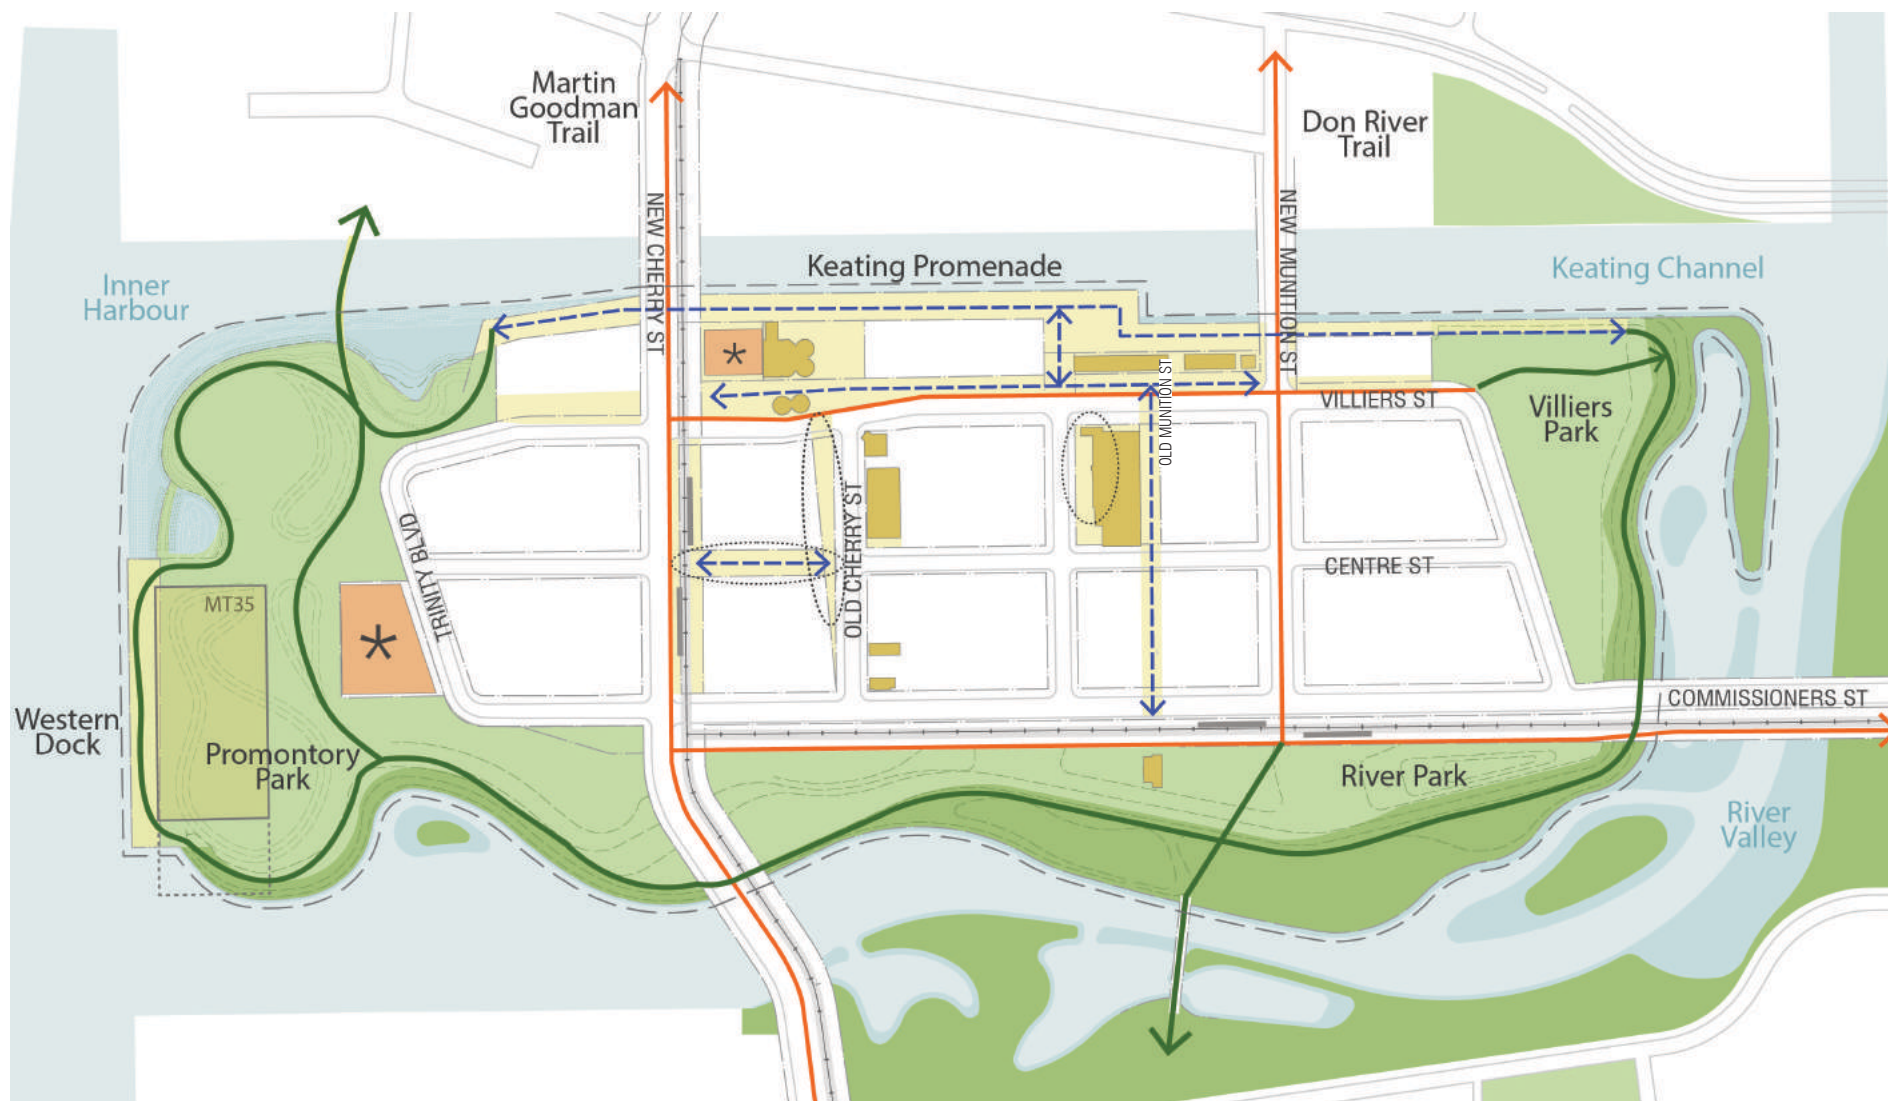 Martin
Goodman
Trail
Don River
Trail
NEW CHERRY ST
NEW MUNITION ST
Keating Promenade
Keating Channel
Inner
Harbour
*
OLD MUNITION ST
VILLIERS ST
Villiers
Park
TRINITY BLVD
OLD CHERRY ST
CENTRE ST
MT35
*
COMMISSIONERS ST
Western
Dock
Promontory
Park
River Park
River
Valley